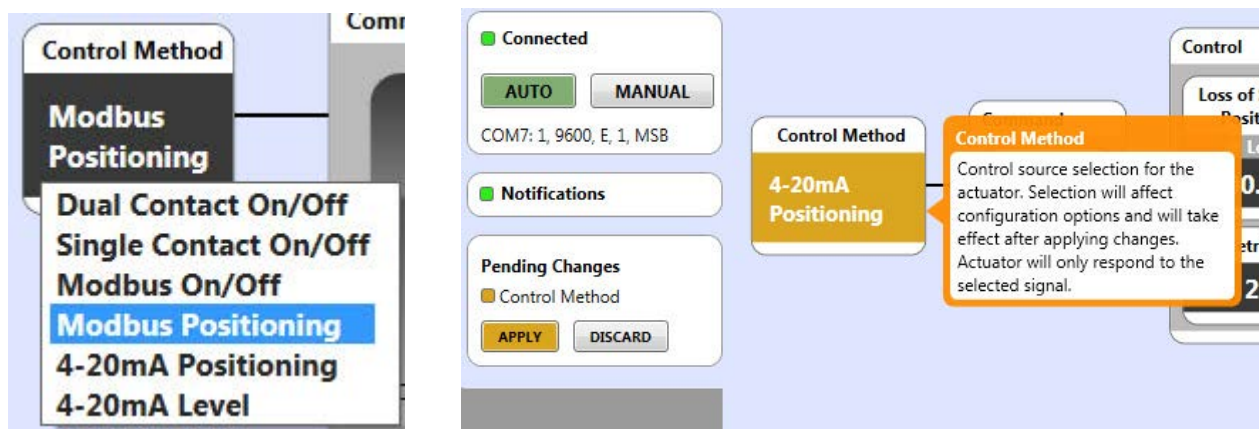 Control Method
Modbus
Positioning
Dual Contact On/Off
Single Contact On/Off
Modbus On/Off
Modbus Positioning
4-20mA Positioning
4-20mA Level
Connected
AUTO MANUAL
COM7: 1, 9600, E, 1, MSB
Notifications
Pending Changes
Control Method
APPLY DISCARD
Control Method
4-20mA
Positioning
Control Method
Control source selection for the
actuator. Selection will affect
configuration options and will take
effect after applying changes.
Actuator will only respond to the
selected signal.
Control
Loss of